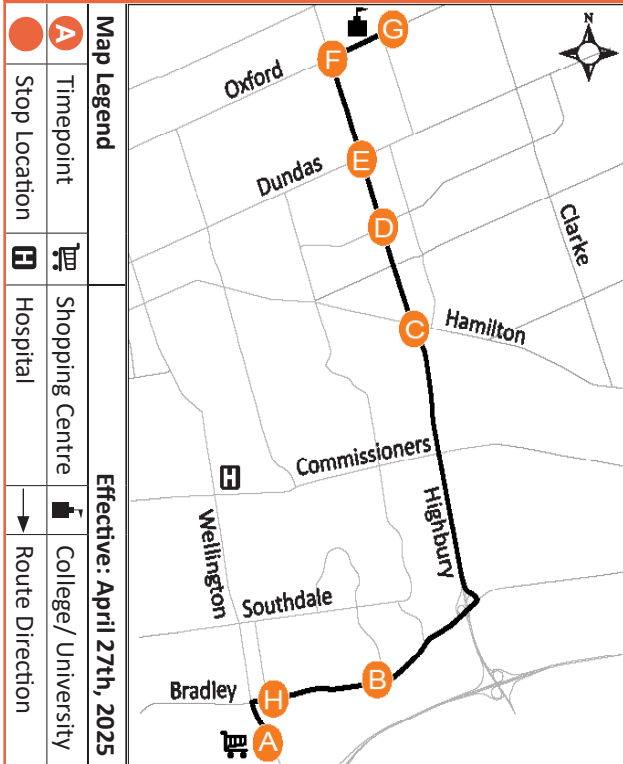 N
G
F
E
D
C
B
H
A
Oxford
Dundas
Clarke
Hamilton
Commissioners
Highbury
Wellington
Southdale
Bradley
H
Map Legend
Effective: April 27th, 2025
A Timepoint
Shopping Centre
College/ University
Stop Location
H Hospital
Route Direction